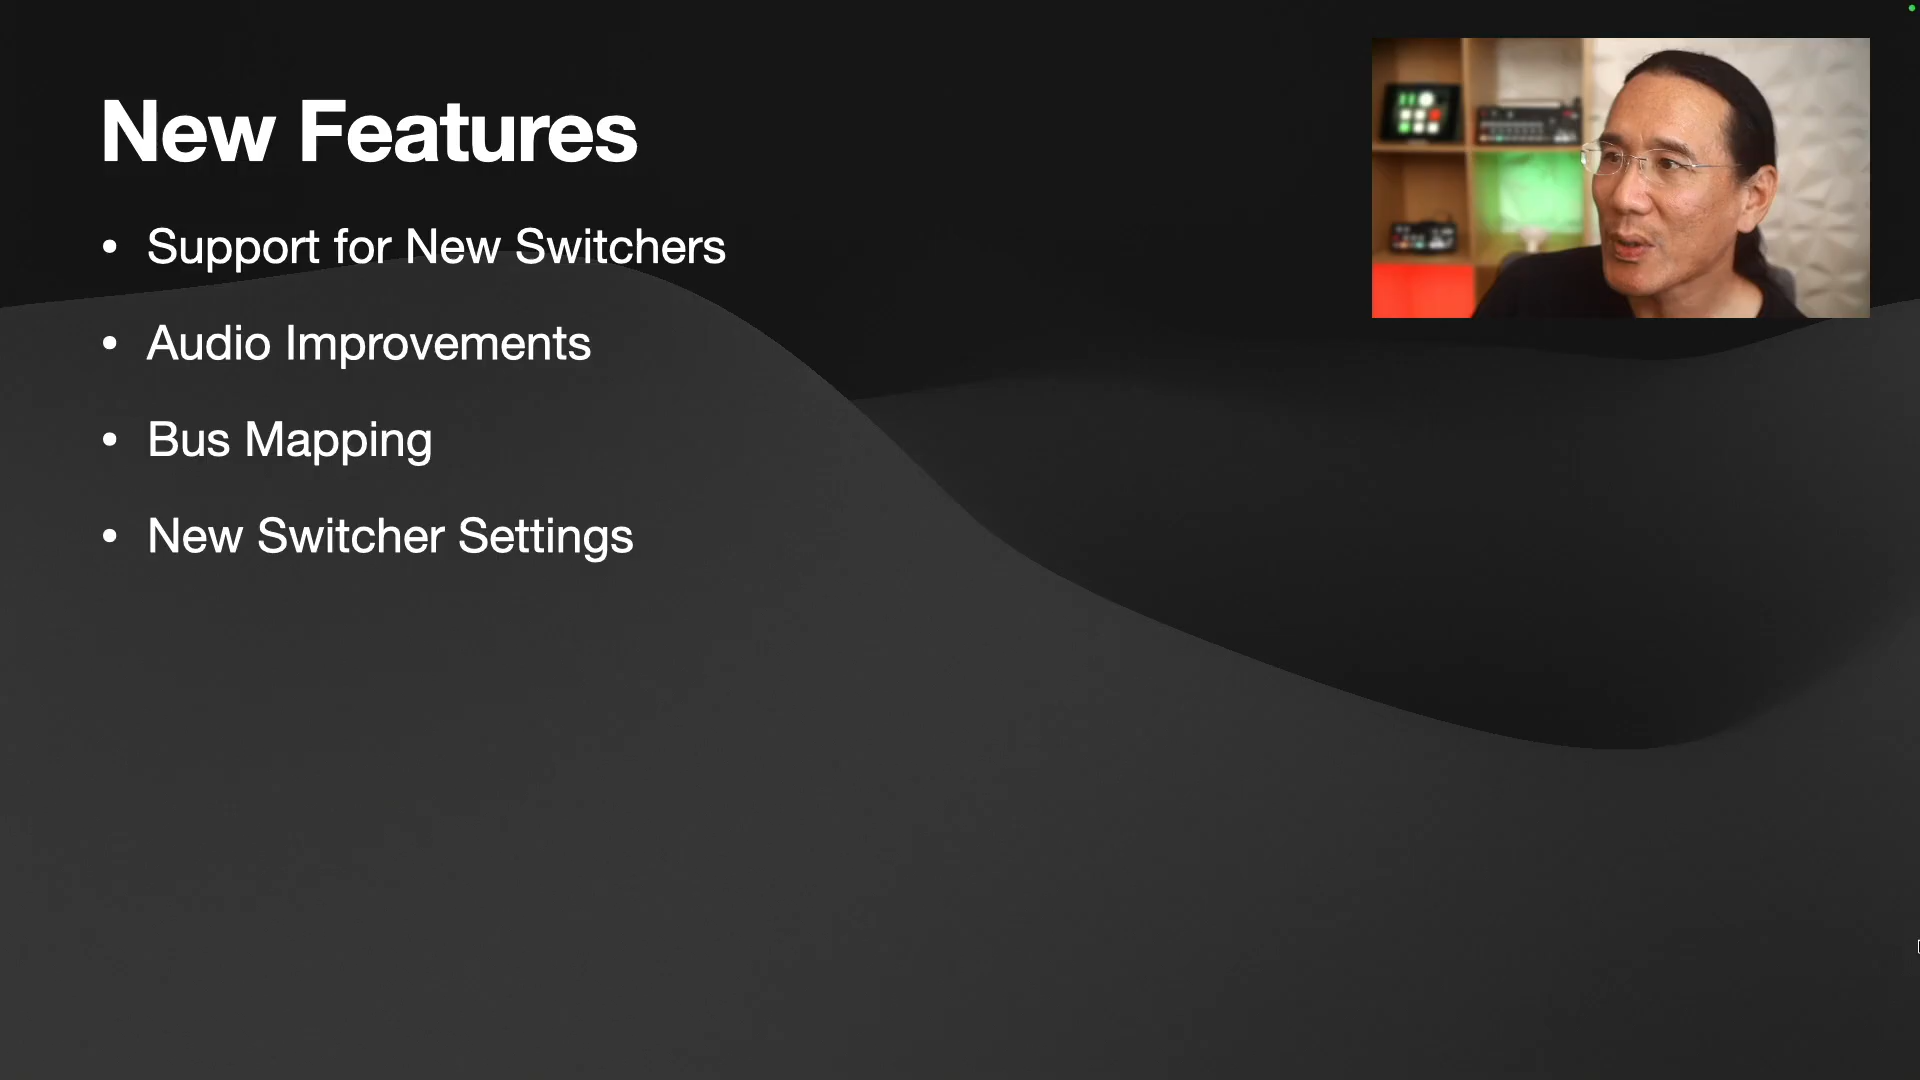 New Features
• Support for New Switchers
• Audio Improvements
• Bus Mapping
• New Switcher Settings